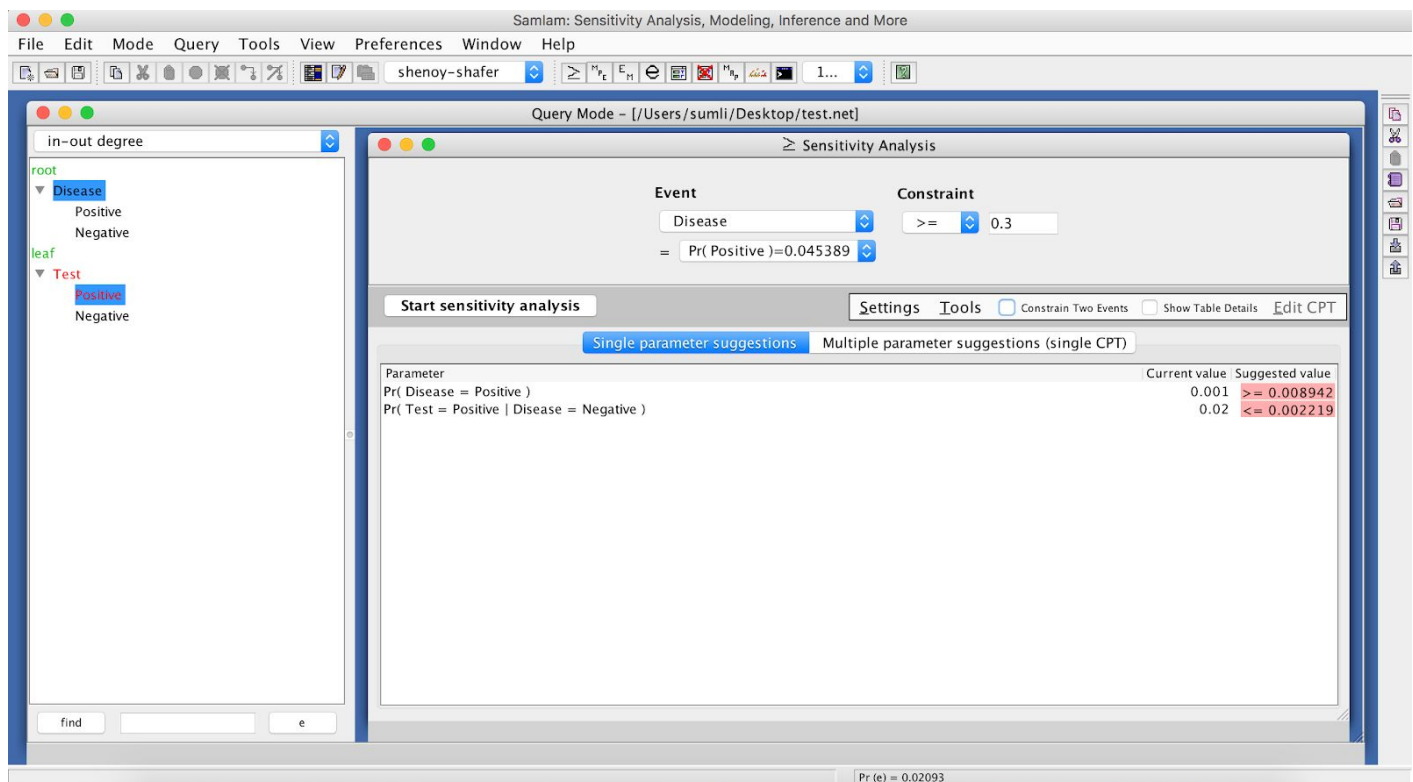 SamIam: Sensitivity Analysis, Modeling, Inference and More
File Edit Mode Query Tools View Preferences Window Help
shenoy-shafer 1...
Query Mode – [/Users/sumli/Desktop/test.net]
in-out degree
root
Disease
Positive
Negative
leaf
Test
Positive
Negative
find e
≥ Sensitivity Analysis
Event Constraint
Disease >= 0.3
= Pr( Positive )=0.045389
Start sensitivity analysis Settings Tools Constrain Two Events Show Table Details Edit CPT
Single parameter suggestions Multiple parameter suggestions (single CPT)
Parameter Current value Suggested value
Pr( Disease = Positive ) 0.001 >= 0.008942
Pr( Test = Positive | Disease = Negative ) 0.02 <= 0.002219
Pr (e) = 0.02093